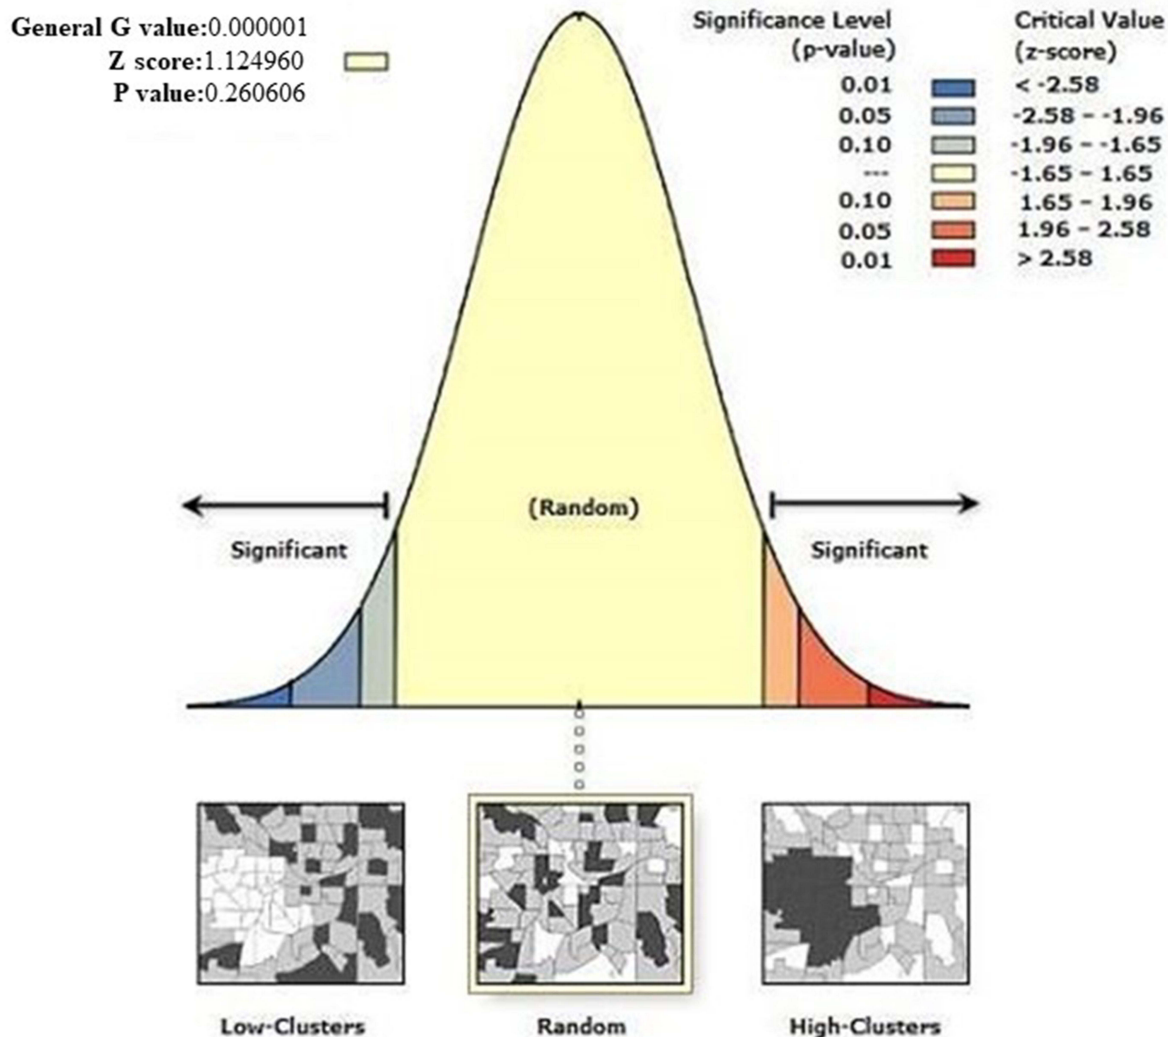 General G value:0.000001
Z score:1.124960
P value:0.260606
Significance Level
(p-value)
Critical Value
(z-score)
0.01 < -2.58
0.05 -2.58 - -1.96
0.10 -1.96 - -1.65
--- -1.65 - 1.65
0.10 1.65 - 1.96
0.05 1.96 - 2.58
0.01 > 2.58
(Random)
Significant
Significant
Low-Clusters
Random
High-Clusters